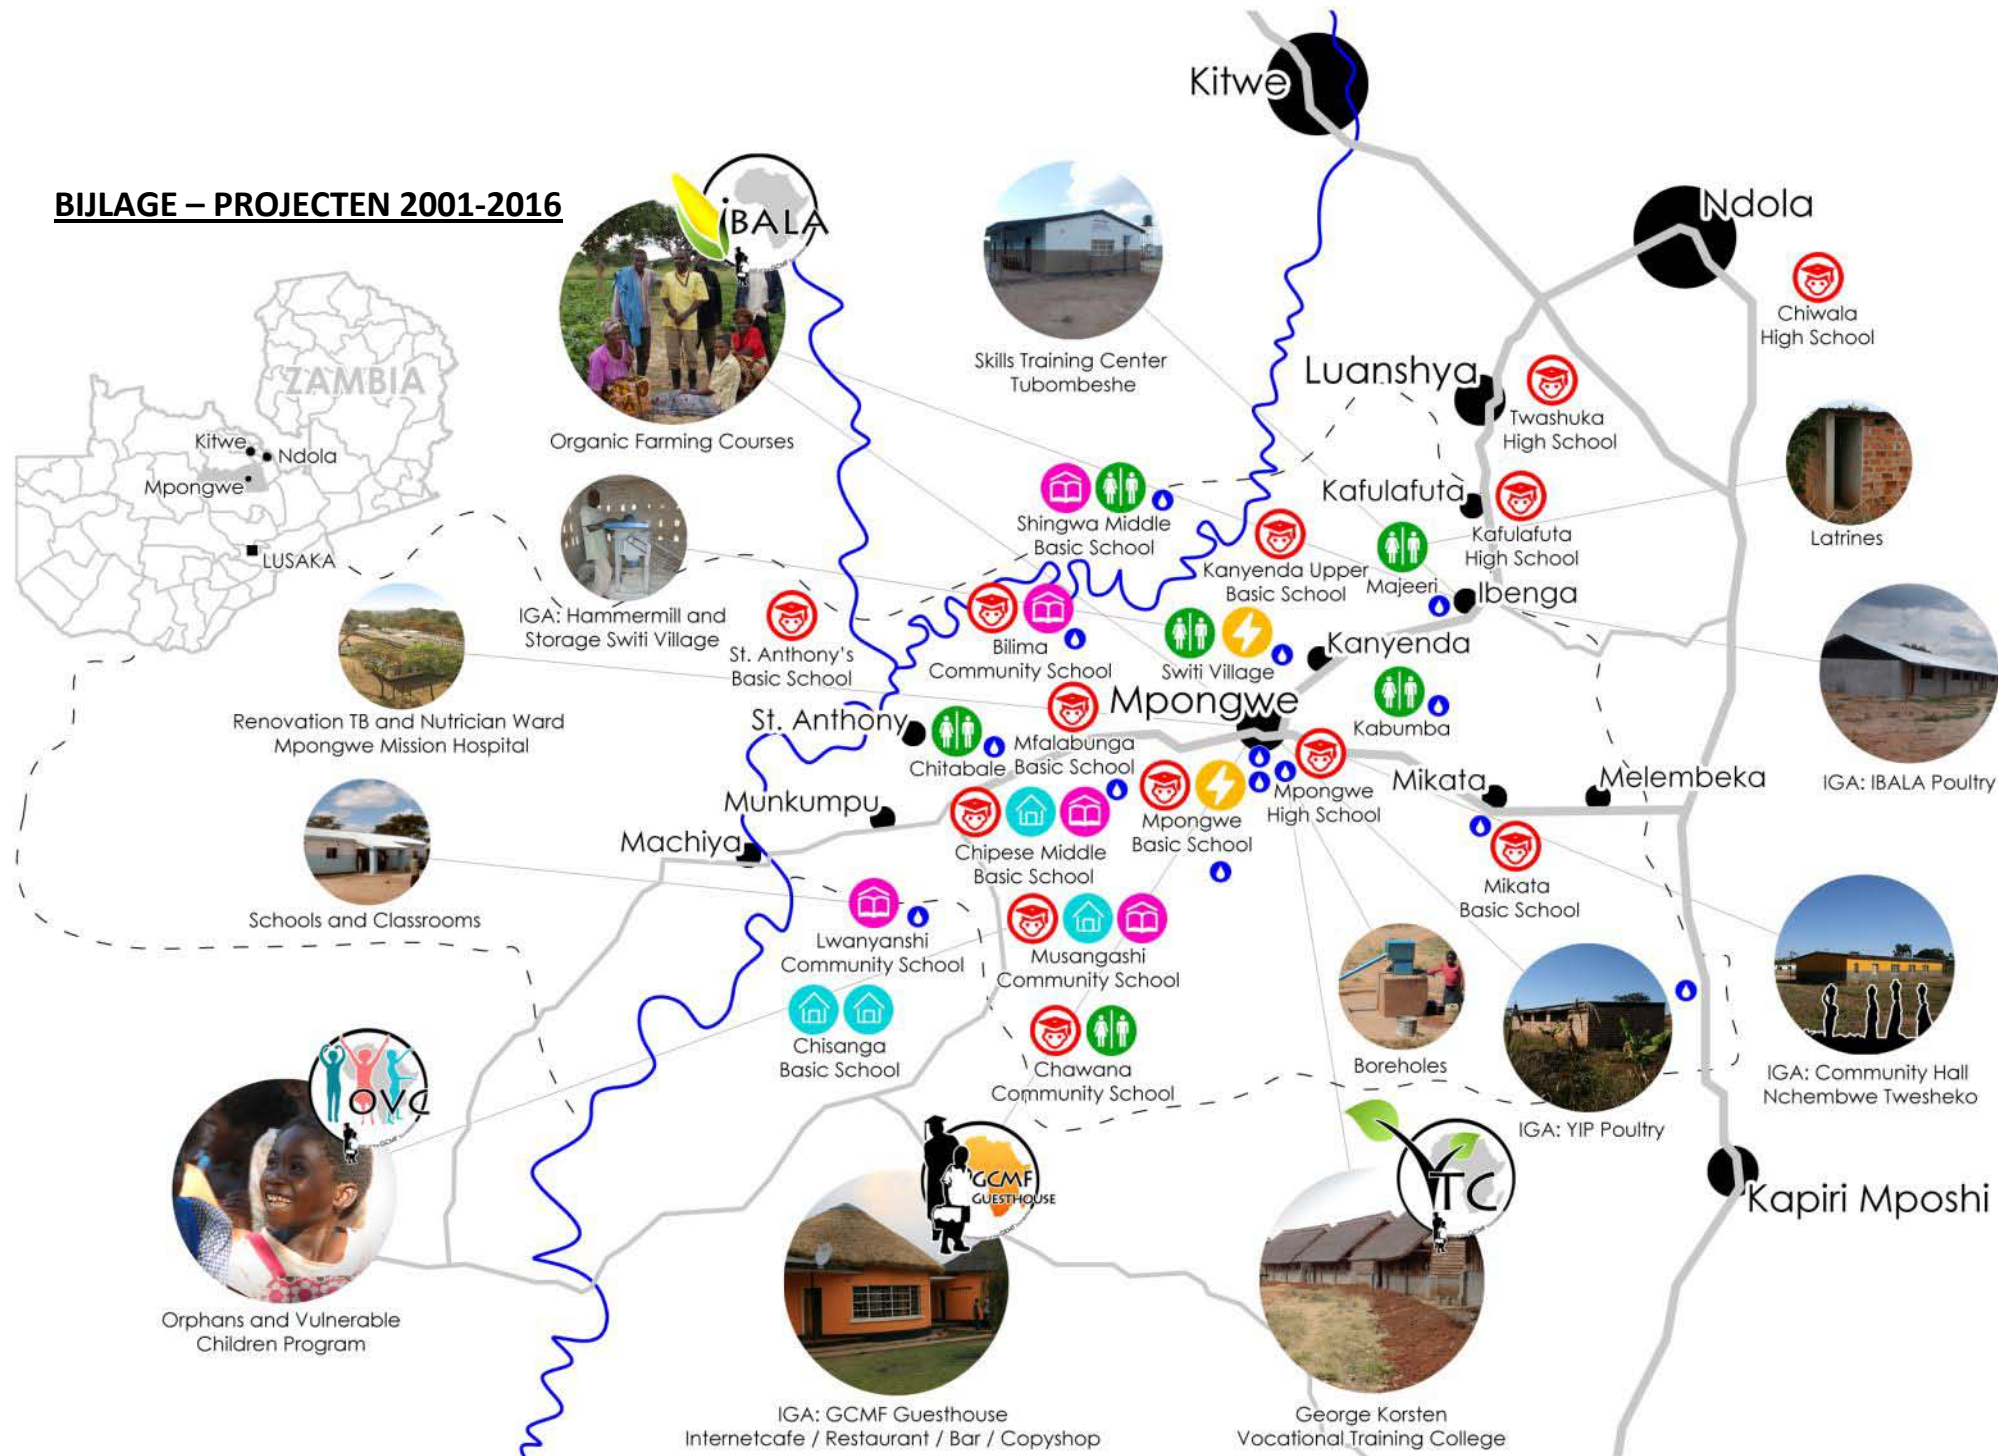 BIJLAGE – PROJECTEN 2001-2016
Kitwe
Ndola
Chiwala
High School
iBALA
Organic Farming Courses
Skills Training Center
Tubombeshe
Luanshya
Twashuka
High School
ZAMBIA
Kitwe
Ndola
Mpongwe
LUSAKA
Shingwa Middle
Basic School
Kafulafuta
Kafulafuta
High School
Latrines
IGA: Hammermill and
Storage Switi Village
St. Anthony's
Basic School
Bilima
Community School
Kanyenda Upper
Basic School
Majeeri
Ibenga
Switi Village
Kanyenda
Kabumba
IGA: IBALA Poultry
Renovation TB and Nutrician Ward
Mpongwe Mission Hospital
St. Anthony
Chitabale
Mfalabunga
Basic School
Mpongwe
Mpongwe
High School
Mikata
Melembeka
Munkumpu
Machiya
Chipese Middle
Basic School
Mpongwe
Basic School
Mikata
Basic School
Schools and Classrooms
Lwanyanshi
Community School
Musangashi
Community School
Chisanga
Basic School
Chawana
Community School
Boreholes
IGA: YIP Poultry
IGA: Community Hall
Nchembwe Twesheko
OVC
Orphans and Vulnerable
Children Program
GCMF
GUESTHOUSE
IGA: GCMF Guesthouse
Internetcafe / Restaurant / Bar / Copyshop
VTC
George Korsten
Vocational Training College
Kapiri Mposhi